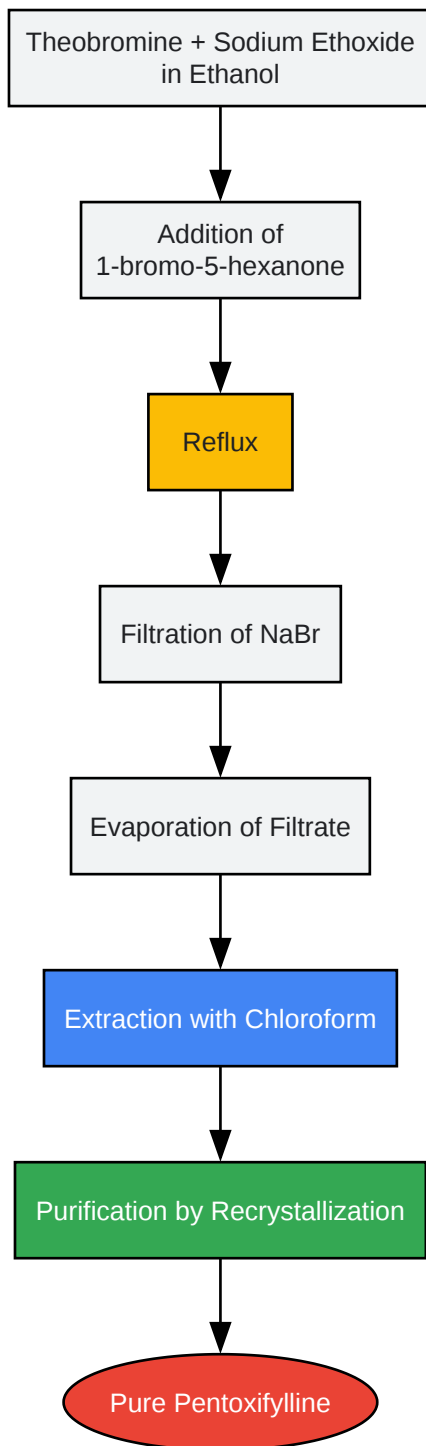 Theobromine + Sodium Ethoxide
in Ethanol
Addition of
1-bromo-5-hexanone
Reflux
Filtration of NaBr
Evaporation of Filtrate
Extraction with Chloroform
Purification by Recrystallization
Pure Pentoxifylline